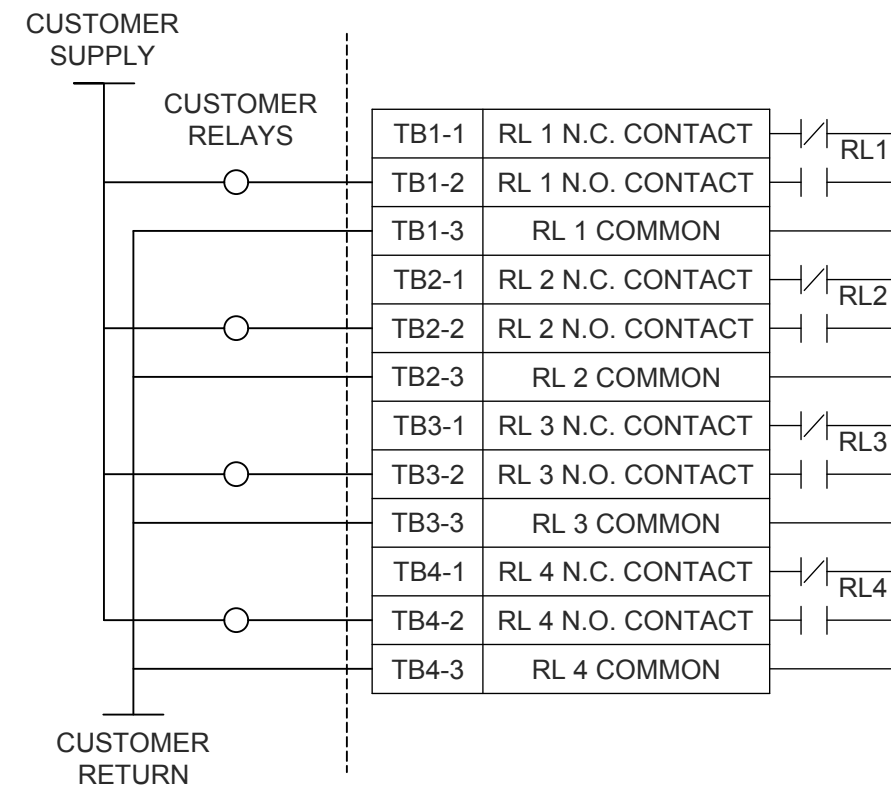 CUSTOMER
SUPPLY
CUSTOMER
RELAYS
TB1-1 RL 1 N.C. CONTACT
RL1
TB1-2 RL 1 N.O. CONTACT
TB1-3 RL 1 COMMON
TB2-1 RL 2 N.C. CONTACT
RL2
TB2-2 RL 2 N.O. CONTACT
TB2-3 RL 2 COMMON
TB3-1 RL 3 N.C. CONTACT
RL3
TB3-2 RL 3 N.O. CONTACT
TB3-3 RL 3 COMMON
TB4-1 RL 4 N.C. CONTACT
RL4
TB4-2 RL 4 N.O. CONTACT
TB4-3 RL 4 COMMON
CUSTOMER
RETURN